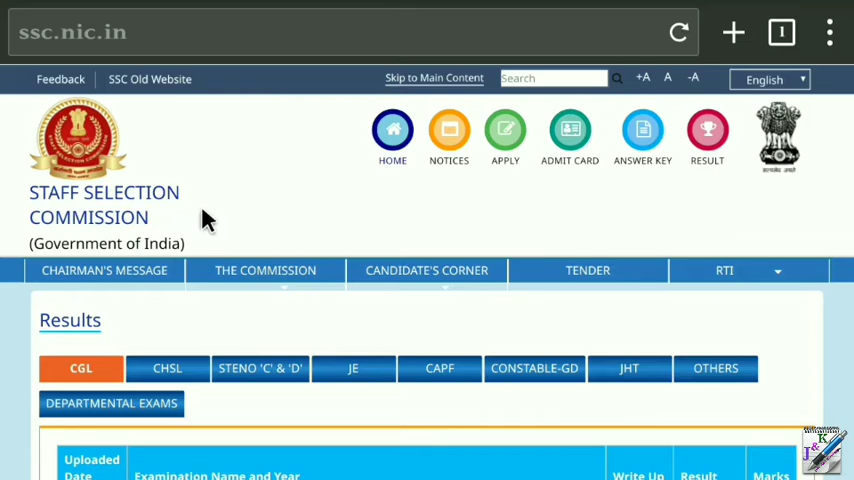 ssc.nic.in
1
Feedback
SSC Old Website
Skip to Main Content
Search
+A
A
-A
English
HOME
NOTICES
APPLY
ADMIT CARD
ANSWER KEY
RESULT
STAFF SELECTION
COMMISSION
(Government of India)
CHAIRMAN'S MESSAGE
THE COMMISSION
CANDIDATE'S CORNER
TENDER
RTI
Results
CGL
CHSL
STENO 'C' & 'D'
JE
CAPF
CONSTABLE-GD
JHT
OTHERS
DEPARTMENTAL EXAMS
Uploaded
Date
Examination Name and Year
Write Up
Result
Marks
J&K